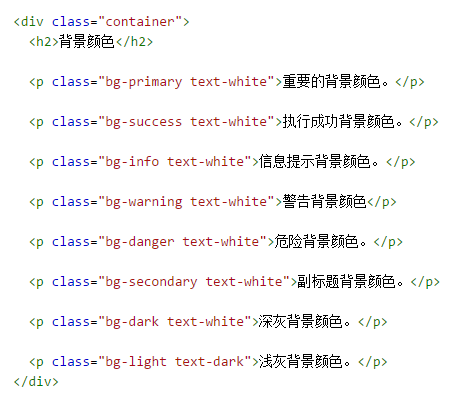 <div class="container">
  <h2>背景颜色</h2>
  <p class="bg-primary text-white">重要的背景颜色。</p>
  <p class="bg-success text-white">执行成功背景颜色。</p>
  <p class="bg-info text-white">信息提示背景颜色。</p>
  <p class="bg-warning text-white">警告背景颜色</p>
  <p class="bg-danger text-white">危险背景颜色。</p>
  <p class="bg-secondary text-white">副标题背景颜色。</p>
  <p class="bg-dark text-white">深灰背景颜色。</p>
  <p class="bg-light text-dark">浅灰背景颜色。</p>
</div>